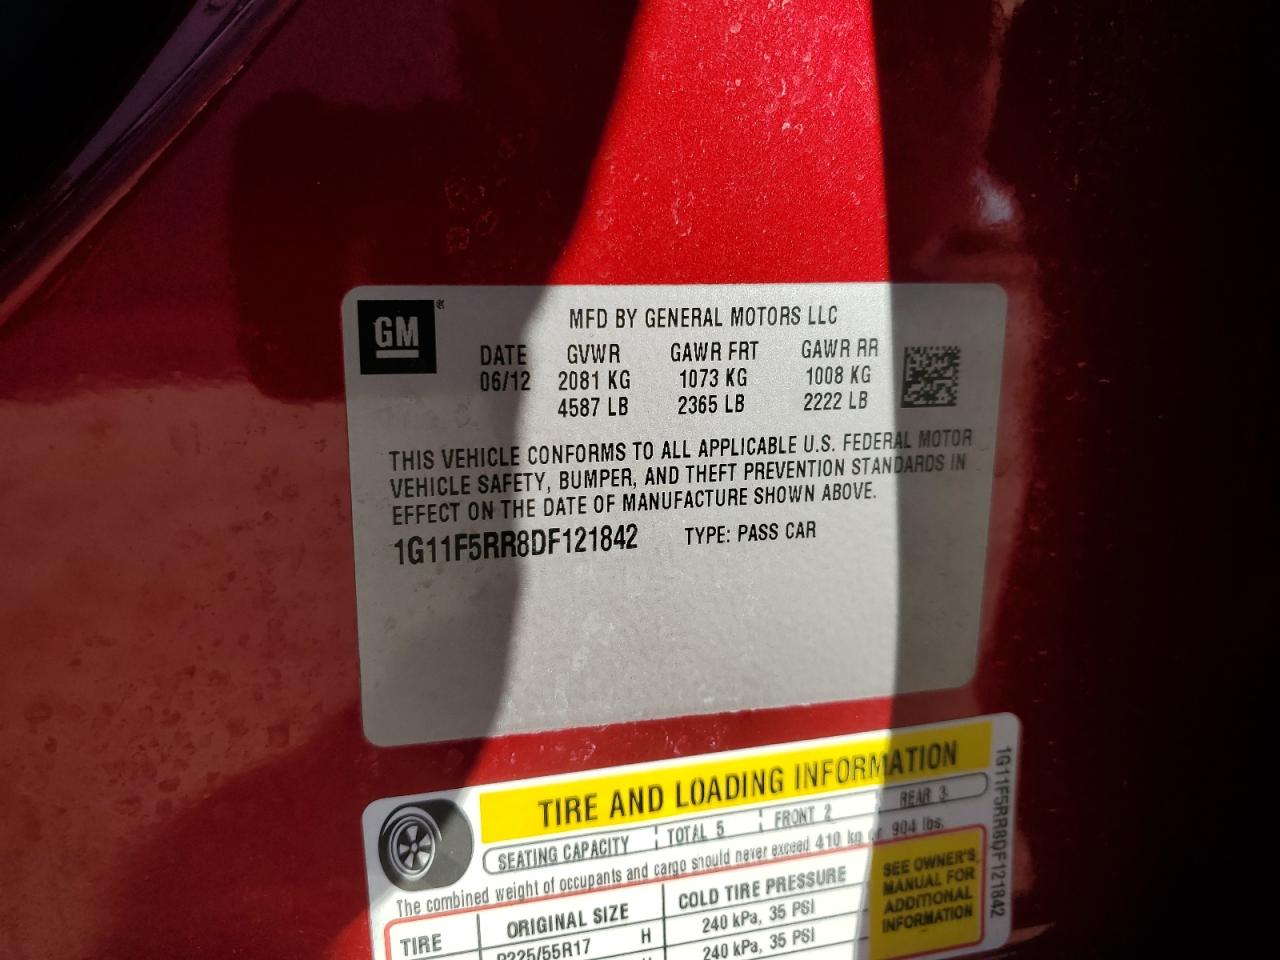 GM ®
MFD BY GENERAL MOTORS LLC
DATE GVWR GAWR FRT GAWR RR
06/12 2081 KG 1073 KG 1008 KG
4587 LB 2365 LB 2222 LB
THIS VEHICLE CONFORMS TO ALL APPLICABLE U.S. FEDERAL MOTOR
VEHICLE SAFETY, BUMPER, AND THEFT PREVENTION STANDARDS IN
EFFECT ON THE DATE OF MANUFACTURE SHOWN ABOVE.
1G11F5RR8DF121842 TYPE: PASS CAR
TIRE AND LOADING INFORMATION
SEATING CAPACITY TOTAL 5 FRONT 2 REAR 3
The combined weight of occupants and cargo should never exceed 410 kg or 904 lbs.
TIRE ORIGINAL SIZE COLD TIRE PRESSURE
P225/55R17 H 240 kPa, 35 PSI
240 kPa, 35 PSI
SEE OWNER'S
MANUAL FOR
ADDITIONAL
INFORMATION
1G11F5RR8DF121842